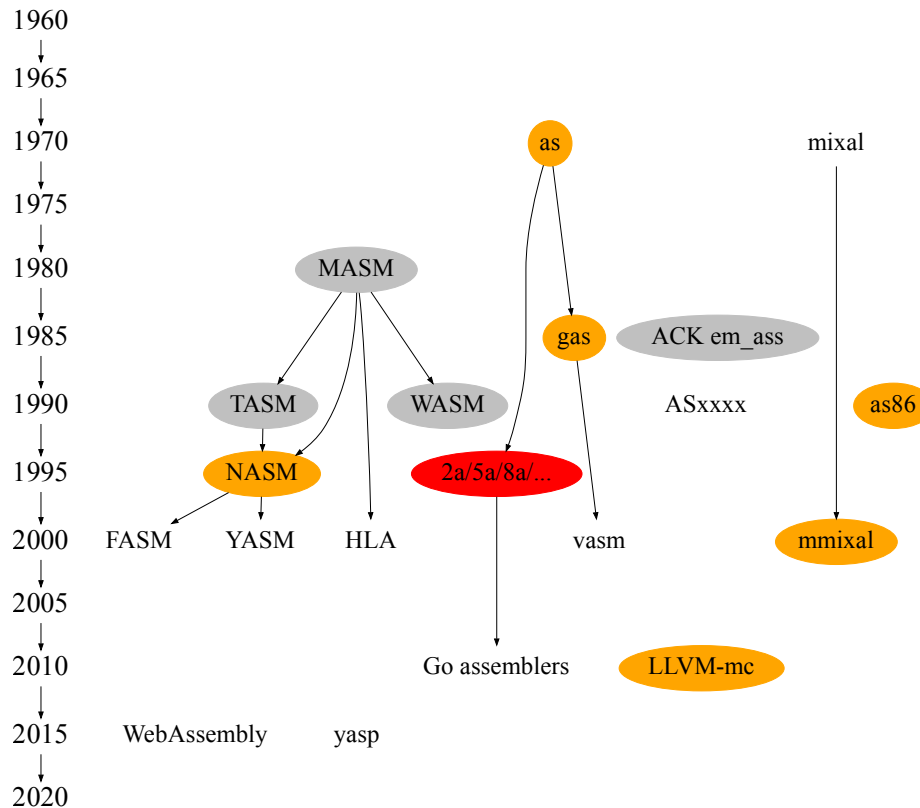 1960
1965
1970 as mixal
1975
1980 MASM
1985 gas ACK em_ass
1990 TASM WASM ASxxxx as86
1995 NASM 2a/5a/8a/...
2000 FASM YASM HLA vasm mmixal
2005
2010 Go assemblers LLVM-mc
2015 WebAssembly yasp
2020